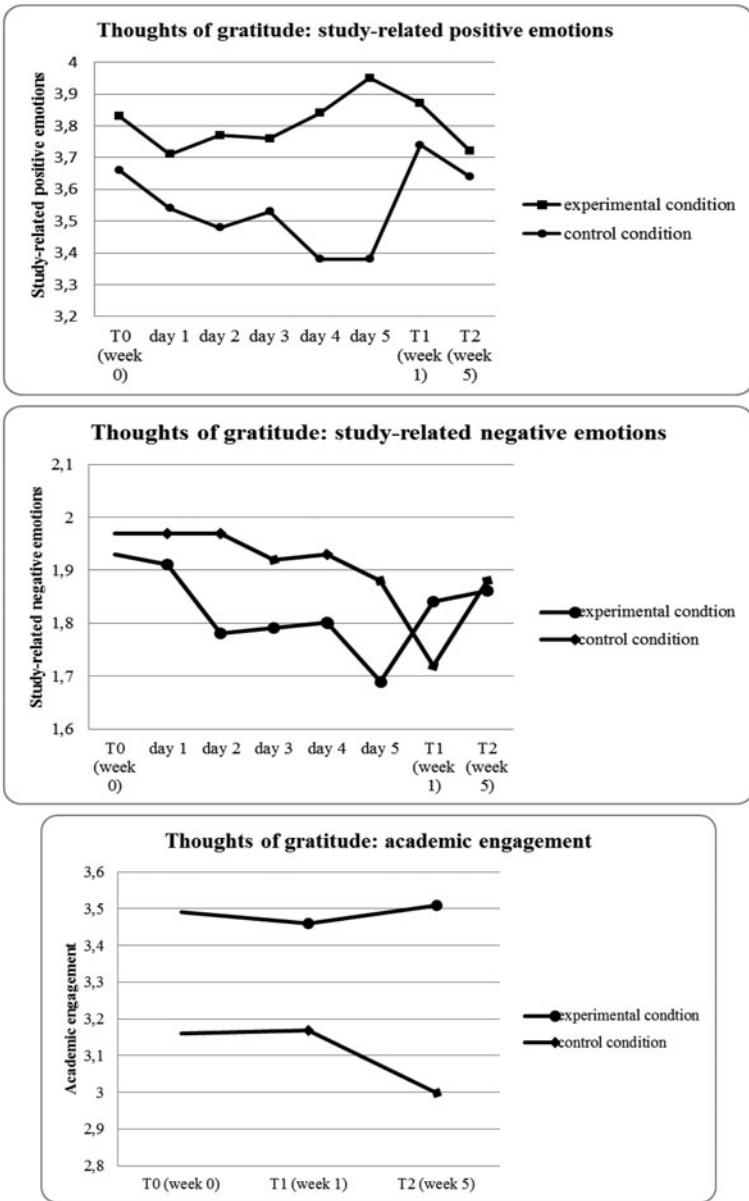 Thoughts of gratitude: study-related positive emotions
4
3,9
3,8
3,7
3,6
3,5
3,4
3,3
3,2
Study-related positive emotions
T0 day 1 day 2 day 3 day 4 day 5 T1 T2
(week (week (week
0) 1) 5)
experimental condition
control condition
Thoughts of gratitude: study-related negative emotions
2,1
2
1,9
1,8
1,7
1,6
Study-related negative emotions
T0 day 1 day 2 day 3 day 4 day 5 T1 T2
(week (week (week
0) 1) 5)
experimental condtion
control condition
Thoughts of gratitude: academic engagement
3,6
3,5
3,4
3,3
3,2
3,1
3
2,9
2,8
Academic engagement
T0 (week 0) T1 (week 1) T2 (week 5)
experimental condtion
control condition